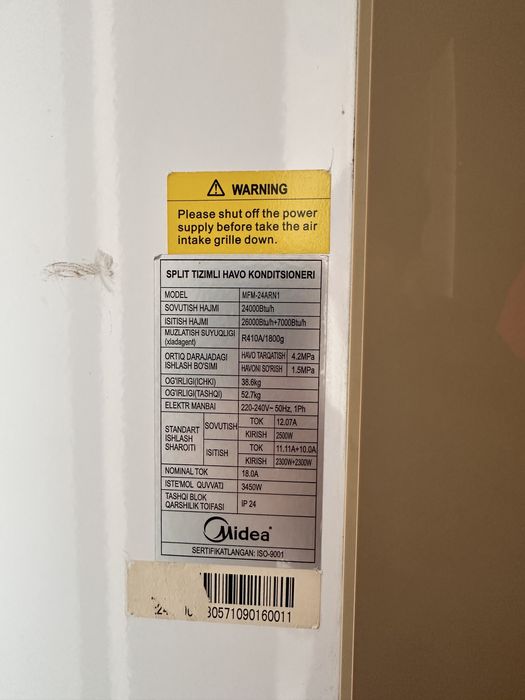 WARNING
Please shut off the power
supply before take the air
intake grille down.
SPLIT TIZIMLI HAVO KONDITSIONERI
MODEL MFM-24ARN1
SOVUTISH HAJMI 24000Btu/h
ISITISH HAJMI 26000Btu/h+7000Btu/h
MUZLATISH SUYUQLIGI
(xladagent) R410A/1800g
ORTIQ DARAJADAGI
ISHLASH BO'SIMI
HAVO TARQATISH 4.2MPa
HAVONI SO'RISH 1.5MPa
OG'IRLIGI(ICHKI) 38.6kg
OG'IRLIGI(TASHQI) 52.7kg
ELEKTR MANBAI 220-240V~ 50Hz, 1Ph
STANDART
ISHLASH
SHAROITI
SOVUTISH TOK 12.07A
KIRISH 2500W
ISITISH TOK 11.11A+10.0A
KIRISH 2300W+2300W
NOMINAL TOK 18.0A
ISTE'MOL QUVVATI 3450W
TASHQI BLOK
QARSHILIK TOIFASI IP 24
Midea
SERTIFIKATLANGAN: ISO-9001
30571090160011